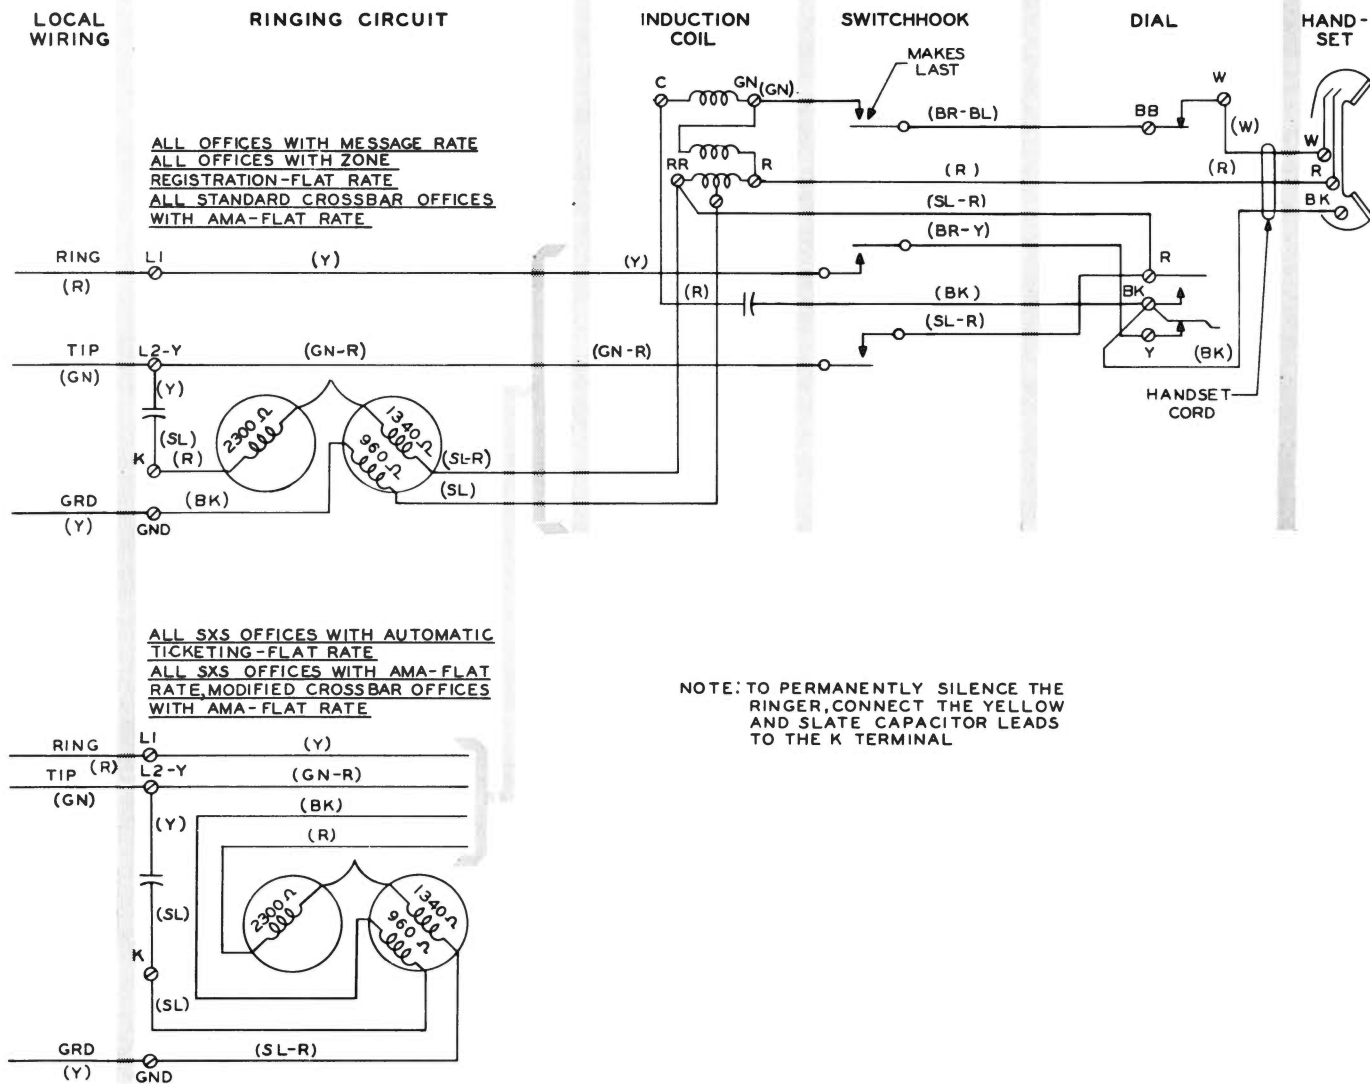 LOCAL
WIRING
RINGING CIRCUIT
INDUCTION
COIL
SWITCHHOOK
DIAL
HAND-
SET
MAKES
LAST
C
GN
(GN)
(BR-BL)
BB
W
(W)
W
ALL OFFICES WITH MESSAGE RATE
ALL OFFICES WITH ZONE
REGISTRATION-FLAT RATE
ALL STANDARD CROSSBAR OFFICES
WITH AMA-FLAT RATE
RR
R
(R)
(R)
R
(SL-R)
BK
(BR-Y)
RING
(R)
L1
(Y)
(Y)
R
(R)
(BK)
BK
(SL-R)
TIP
(GN)
L2-Y
(GN-R)
(GN-R)
Y
(BK)
HANDSET
CORD
(Y)
(SL)
K
(R)
2300 Ω
1340 Ω
960 Ω
(SL-R)
(SL)
GRD
(Y)
GND
(BK)
ALL SXS OFFICES WITH AUTOMATIC
TICKETING-FLAT RATE
ALL SXS OFFICES WITH AMA-FLAT
RATE, MODIFIED CROSSBAR OFFICES
WITH AMA-FLAT RATE
NOTE: TO PERMANENTLY SILENCE THE
RINGER, CONNECT THE YELLOW
AND SLATE CAPACITOR LEADS
TO THE K TERMINAL
RING
(R)
L1
(Y)
TIP
(GN)
L2-Y
(GN-R)
(BK)
(Y)
(R)
2300 Ω
1340 Ω
960 Ω
(SL)
K
(SL)
GRD
(Y)
GND
(SL-R)